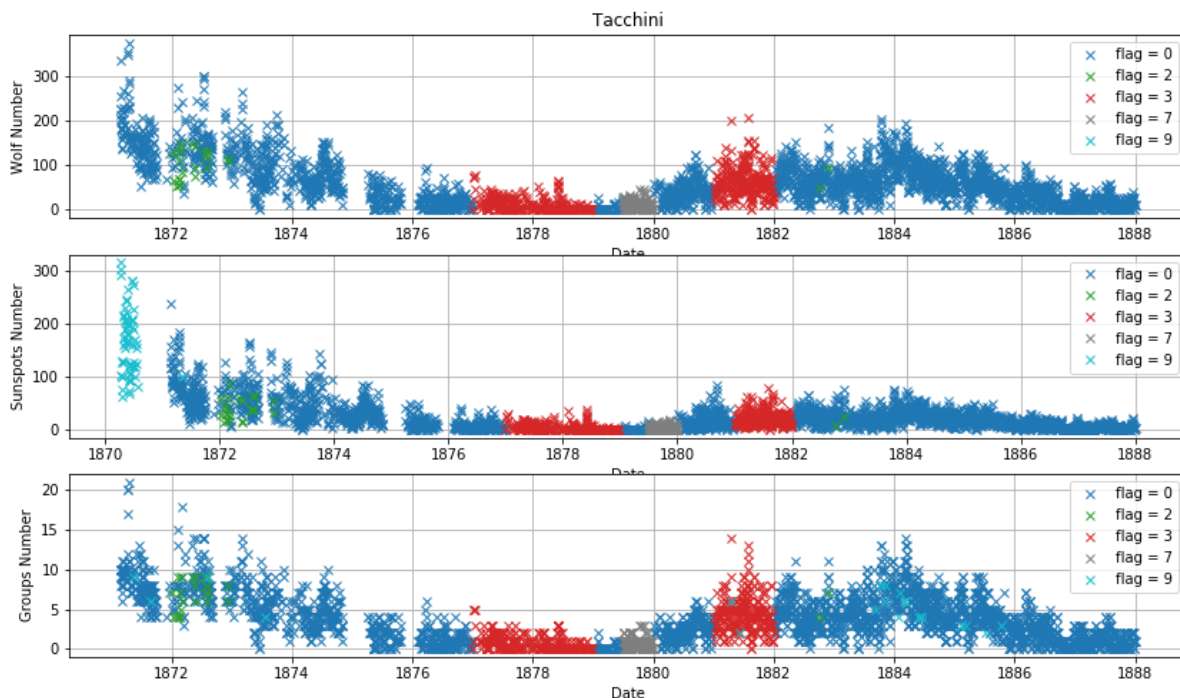 Tacchini
Wolf Number
300
200
100
0
flag = 0
flag = 2
flag = 3
flag = 7
flag = 9
1872 1874 1876 1878 1880 1882 1884 1886 1888
Date
Sunspots Number
300
200
100
0
flag = 0
flag = 2
flag = 3
flag = 7
flag = 9
1870 1872 1874 1876 1878 1880 1882 1884 1886 1888
Date
Groups Number
20
15
10
5
0
flag = 0
flag = 2
flag = 3
flag = 7
flag = 9
1872 1874 1876 1878 1880 1882 1884 1886 1888
Date